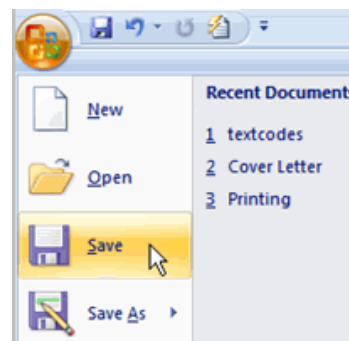 Recent Document
New
1 textcodes
2 Cover Letter
Open
3 Printing
Save
Save As